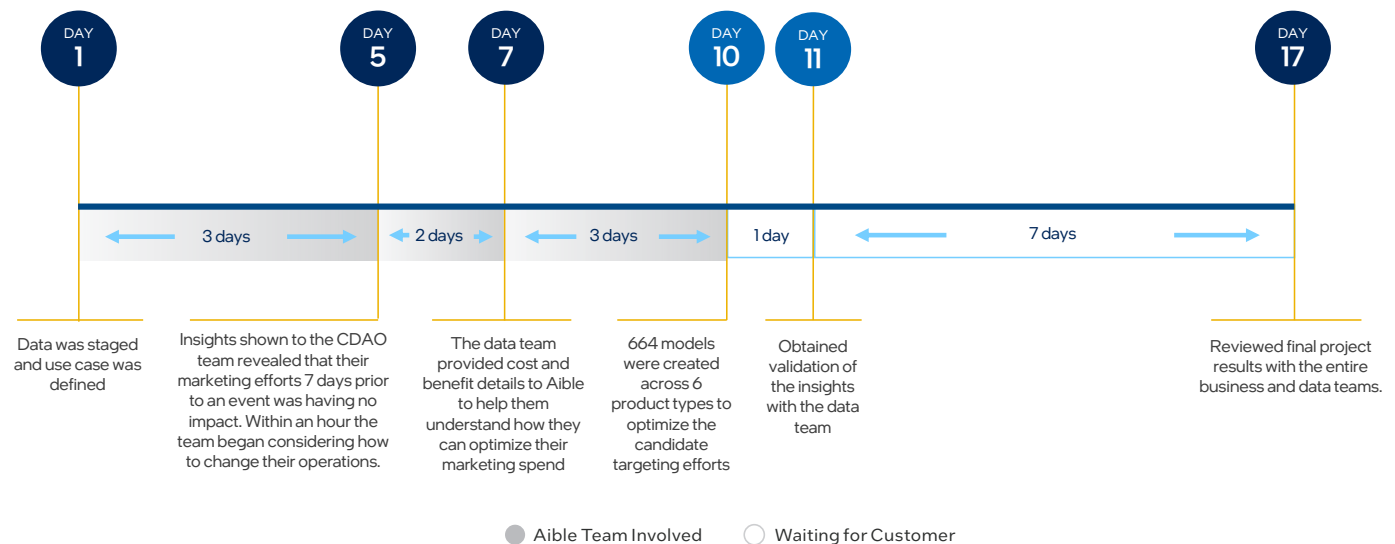 DAY
1
DAY
5
DAY
7
DAY
10
DAY
11
DAY
17
3 days
2 days
3 days
1 day
7 days
Data was staged
and use case was
defined
Insights shown to the CDAO
team revealed that their
marketing efforts 7 days prior
to an event was having no
impact. Within an hour the
team began considering how
to change their operations.
The data team
provided cost and
benefit details to Aible
to help them
understand how they
can optimize their
marketing spend
664 models
were created
across 6
product types to
optimize the
candidate
targeting efforts
Obtained
validation of
the insights
with the data
team
Reviewed final project
results with the entire
business and data teams.
Aible Team Involved
Waiting for Customer